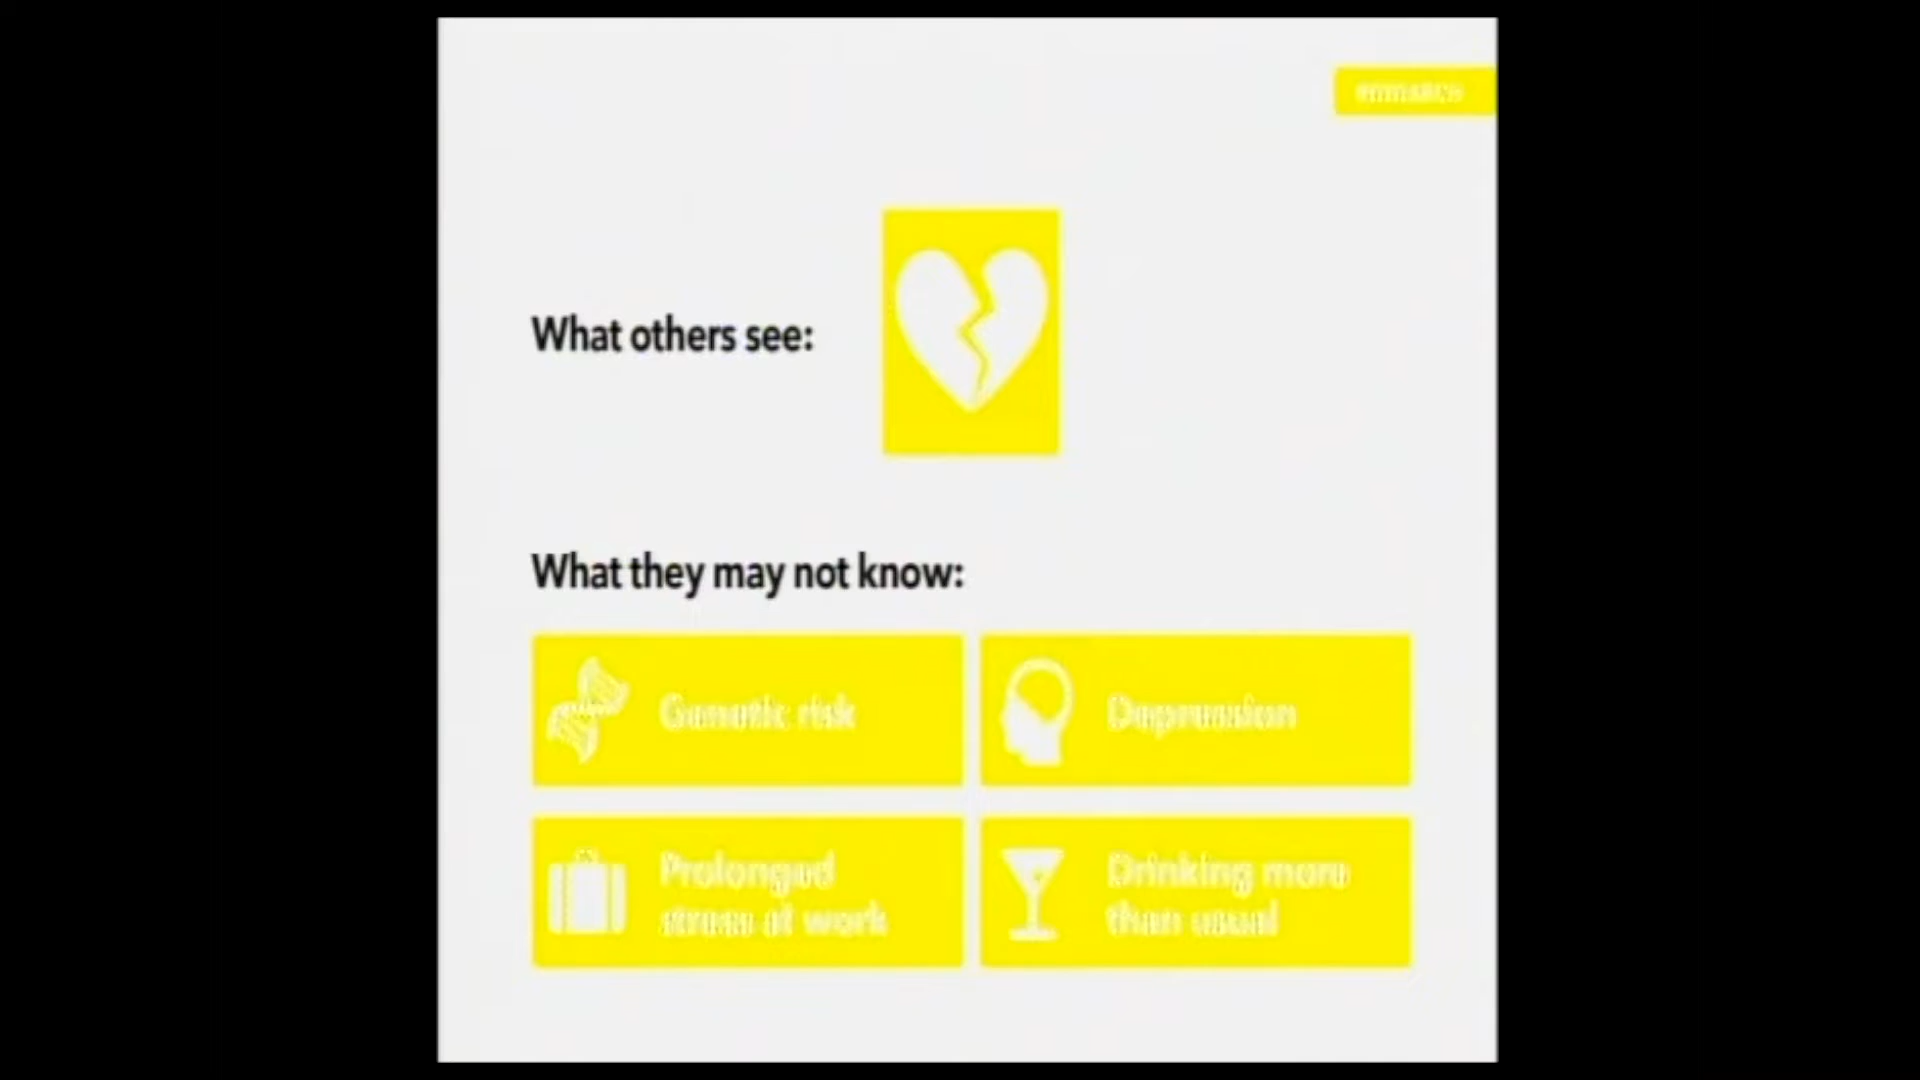 What others see:
What they may not know:
Genetic risk
Depression
Prolonged
stress at work
Drinking more
than usual